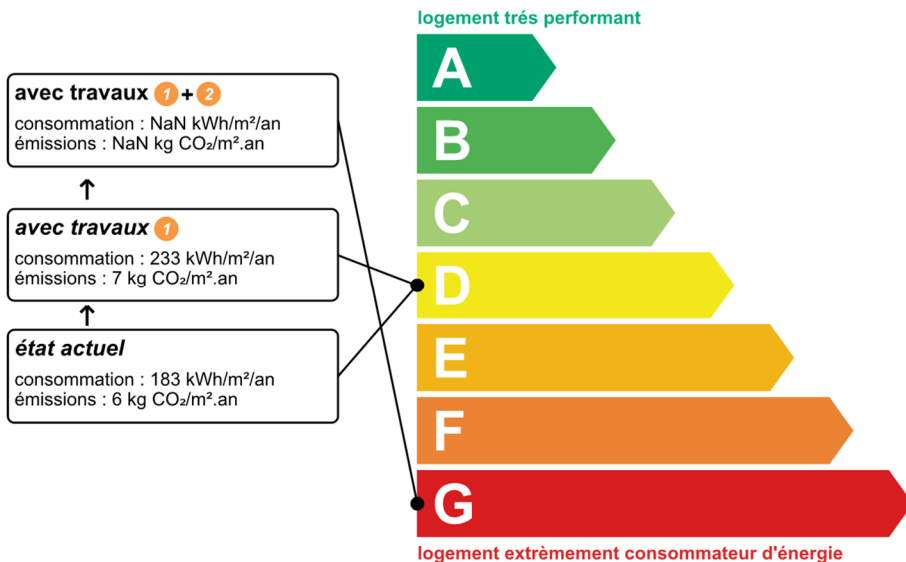 logement trés performant
avec travaux 1 + 2
consommation : NaN kWh/m²/an
émissions : NaN kg CO₂/m².an
avec travaux 1
consommation : 233 kWh/m²/an
émissions : 7 kg CO₂/m².an
état actuel
consommation : 183 kWh/m²/an
émissions : 6 kg CO₂/m².an
A
B
C
D
E
F
G
logement extrèmement consommateur d'énergie